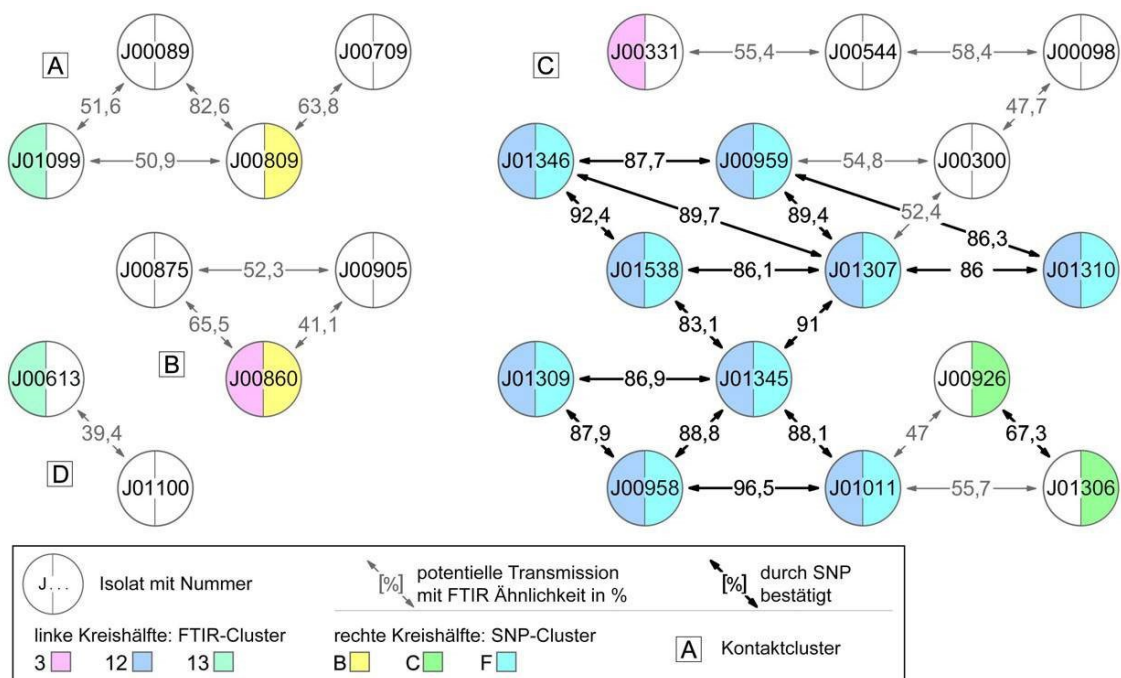 A
J00089
J00709
51,6
82,6
63,8
J01099
50,9
J00809
J00875
52,3
J00905
65,5
41,1
B
J00860
J00613
39,4
D
J01100
C
J00331
55,4
J00544
58,4
J00098
47,7
J01346
87,7
J00959
54,8
J00300
92,4
89,7
89,4
52,4
86,3
J01538
86,1
J01307
86
J01310
83,1
91
J01309
86,9
J01345
J00926
87,9
88,8
88,1
47
67,3
J00958
96,5
J01011
55,7
J01306
J...
Isolat mit Nummer
[%]
potentielle Transmission
mit FTIR Ähnlichkeit in %
[%]
durch SNP
bestätigt
linke Kreishälfte: FTIR-Cluster
3 12 13
rechte Kreishälfte: SNP-Cluster
B C F
A Kontaktcluster